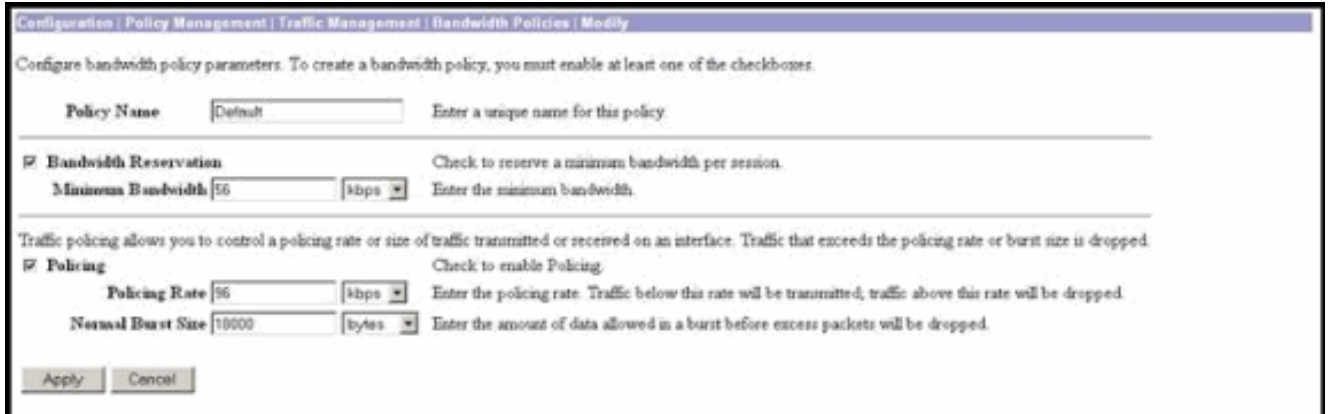 Configuration | Policy Management | Traffic Management | Bandwidth Policies | Modify
Configure bandwidth policy parameters. To create a bandwidth policy, you must enable at least one of the checkboxes.
Policy Name Default Enter a unique name for this policy.
Bandwidth Reservation Check to reserve a minimum bandwidth per session.
Minimum Bandwidth 56 kbps Enter the minimum bandwidth.
Traffic policing allows you to control a policing rate or size of traffic transmitted or received on an interface. Traffic that exceeds the policing rate or burst size is dropped.
Policing Check to enable Policing.
Policing Rate 96 kbps Enter the policing rate. Traffic below this rate will be transmitted, traffic above this rate will be dropped.
Normal Burst Size 18000 bytes Enter the amount of data allowed in a burst before excess packets will be dropped.
Apply Cancel